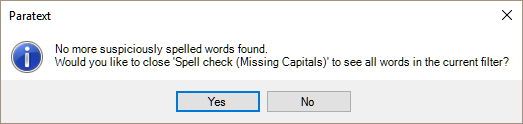 Paratext
No more suspiciously spelled words found.
Would you like to close 'Spell check (Missing Capitals)' to see all words in the current filter?
Yes
No